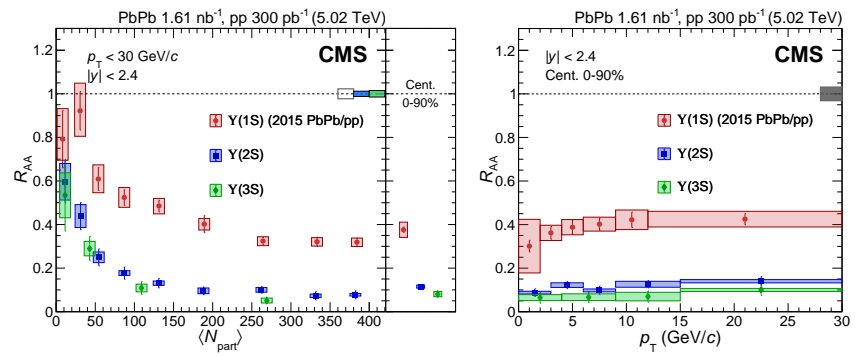 PbPb 1.61 nb⁻¹, pp 300 pb⁻¹ (5.02 TeV)
p_T < 30 GeV/c
|y| < 2.4
CMS
Cent.
0-90%
Υ(1S) (2015 PbPb/pp)
Υ(2S)
Υ(3S)
R_AA
1.2
1
0.8
0.6
0.4
0.2
0
0 50 100 150 200 250 300 350 400
⟨N_part⟩
PbPb 1.61 nb⁻¹, pp 300 pb⁻¹ (5.02 TeV)
|y| < 2.4
Cent. 0-90%
CMS
Υ(1S) (2015 PbPb/pp)
Υ(2S)
Υ(3S)
R_AA
1.2
1
0.8
0.6
0.4
0.2
0
0 5 10 15 20 25 30
p_T (GeV/c)